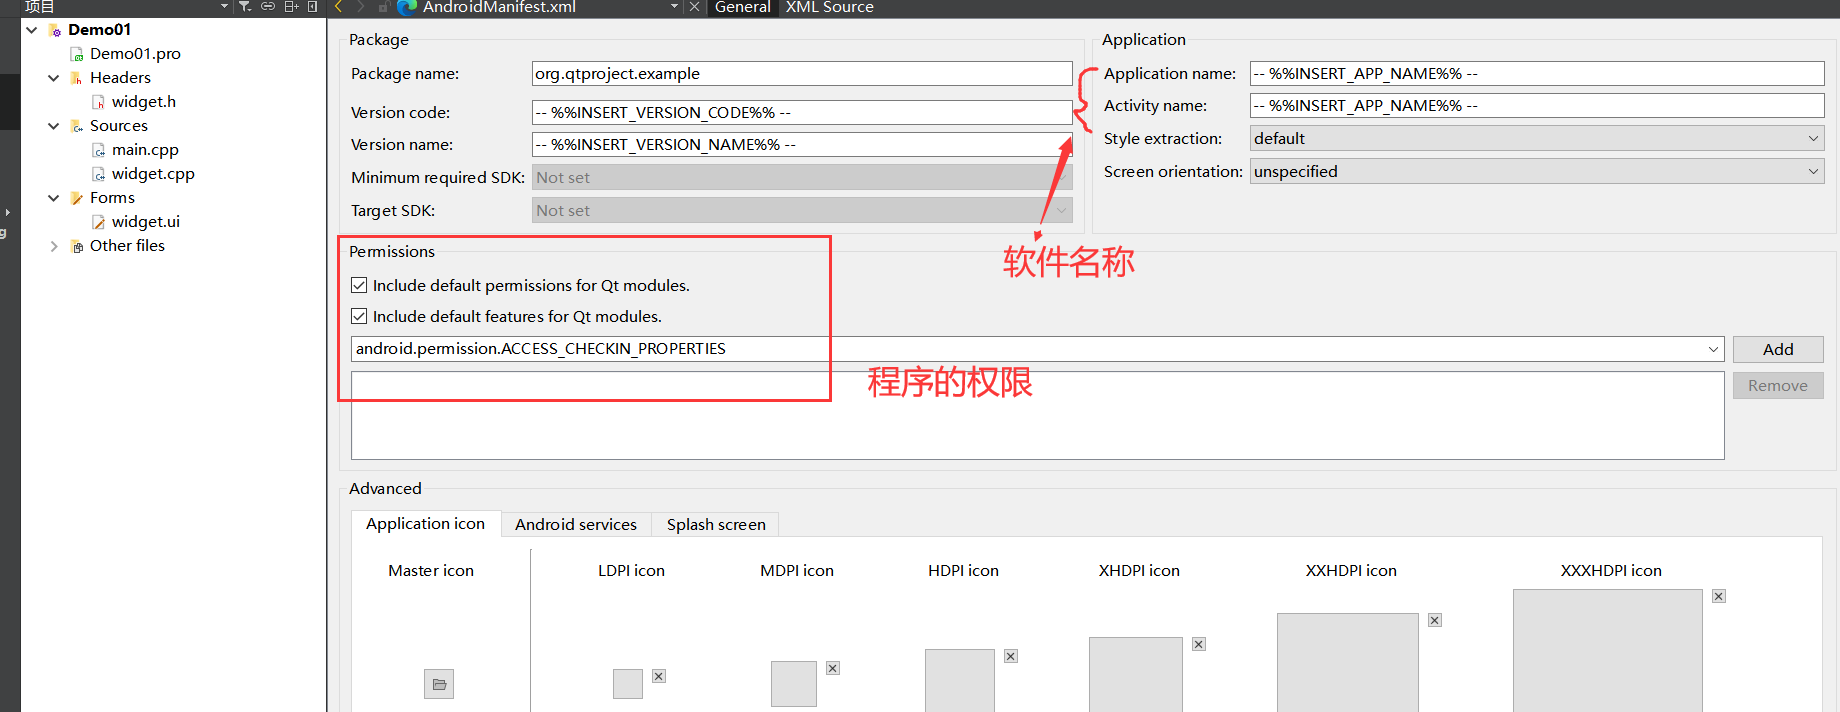 项目
AndroidManifest.xml
General
XML Source
Demo01
Demo01.pro
Headers
widget.h
Sources
main.cpp
widget.cpp
Forms
widget.ui
Other files
Package
Package name:
org.qtproject.example
Version code:
-- %%INSERT_VERSION_CODE%% --
Version name:
-- %%INSERT_VERSION_NAME%% --
Minimum required SDK:
Not set
Target SDK:
Not set
Application
Application name:
-- %%INSERT_APP_NAME%% --
Activity name:
-- %%INSERT_APP_NAME%% --
Style extraction:
default
Screen orientation:
unspecified
软件名称
Permissions
Include default permissions for Qt modules.
Include default features for Qt modules.
android.permission.ACCESS_CHECKIN_PROPERTIES
Add
程序的权限
Remove
Advanced
Application icon
Android services
Splash screen
Master icon
LDPI icon
MDPI icon
HDPI icon
XHDPI icon
XXHDPI icon
XXXHDPI icon